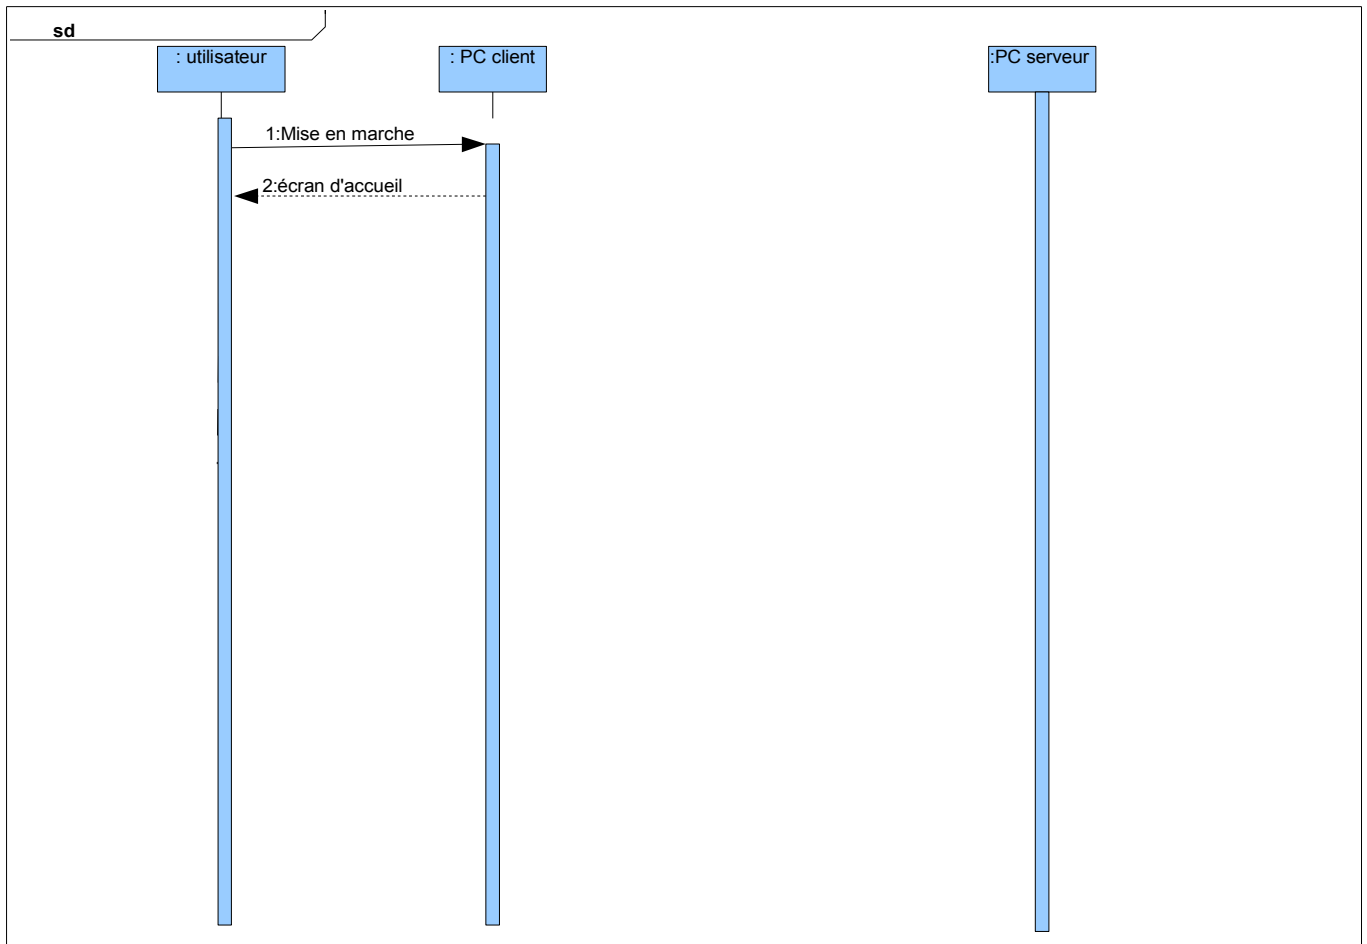 sd
: utilisateur
: PC client
:PC serveur
1:Mise en marche
2:écran d'accueil